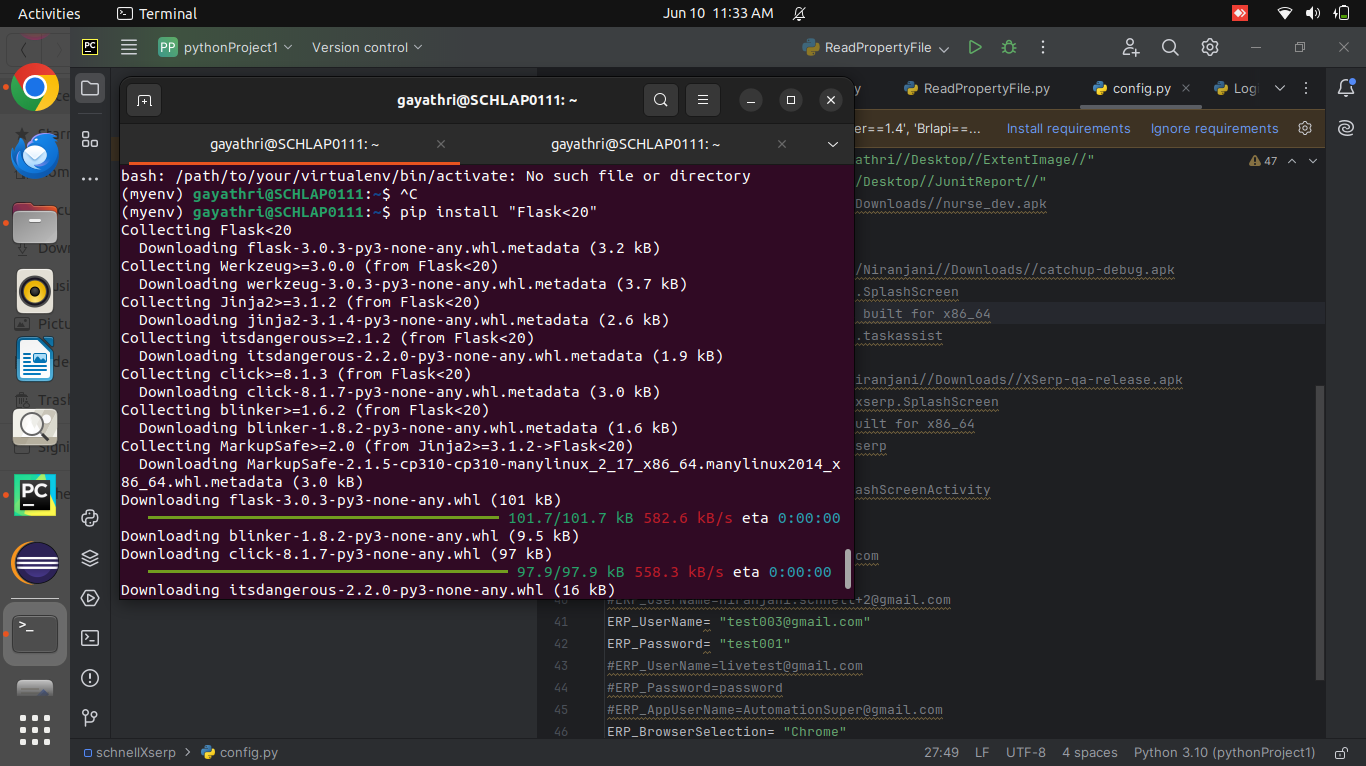 Activities
Terminal
Jun 10 11:33 AM
PC
PP pythonProject1
Version control
ReadPropertyFile
gayathri@SCHLAP0111: ~
ReadPropertyFile.py
config.py
gayathri@SCHLAP0111: ~
gayathri@SCHLAP0111: ~
er==1.4', 'Brlapi==...
Install requirements
Ignore requirements
47
bash: /path/to/your/virtualenv/bin/activate: No such file or directory
(myenv) gayathri@SCHLAP0111:~$ ^C
(myenv) gayathri@SCHLAP0111:~$ pip install "Flask<20"
Collecting Flask<20
Downloading flask-3.0.3-py3-none-any.whl.metadata (3.2 kB)
Collecting Werkzeug>=3.0.0 (from Flask<20)
Downloading werkzeug-3.0.3-py3-none-any.whl.metadata (3.7 kB)
Collecting Jinja2>=3.1.2 (from Flask<20)
Downloading jinja2-3.1.4-py3-none-any.whl.metadata (2.6 kB)
Collecting itsdangerous>=2.1.2 (from Flask<20)
Downloading itsdangerous-2.2.0-py3-none-any.whl.metadata (1.9 kB)
Collecting click>=8.1.3 (from Flask<20)
Downloading click-8.1.7-py3-none-any.whl.metadata (3.0 kB)
Collecting blinker>=1.6.2 (from Flask<20)
Downloading blinker-1.8.2-py3-none-any.whl.metadata (1.6 kB)
Collecting MarkupSafe>=2.0 (from Jinja2>=3.1.2->Flask<20)
Downloading MarkupSafe-2.1.5-cp310-cp310-manylinux_2_17_x86_64.manylinux2014_x
86_64.whl.metadata (3.0 kB)
Downloading flask-3.0.3-py3-none-any.whl (101 kB)
101.7/101.7 kB 582.6 kB/s eta 0:00:00
Downloading blinker-1.8.2-py3-none-any.whl (9.5 kB)
Downloading click-8.1.7-py3-none-any.whl (97 kB)
97.9/97.9 kB 558.3 kB/s eta 0:00:00
Downloading itsdangerous-2.2.0-py3-none-any.whl (16 kB)
athri//Desktop//ExtentImage//"
/Desktop//JunitReport//"
Downloads//nurse_dev.apk
/Niranjani//Downloads//catchup-debug.apk
.SplashScreen
built for x86_64
.taskassist
iranjani//Downloads//XSerp-qa-release.apk
xserp.SplashScreen
uilt for x86_64
serp
ashScreenActivity
com
#ERP_UserName=niranjani.schnell+2@gmail.com
41 ERP_UserName= "test003@gmail.com"
42 ERP_Password= "test001"
43 #ERP_UserName=livetest@gmail.com
44 #ERP_Password=password
45 #ERP_AppUserName=AutomationSuper@gmail.com
46 ERP_BrowserSelection= "Chrome"
schnellXserp > config.py
27:49 LF UTF-8 4 spaces Python 3.10 (pythonProject1)